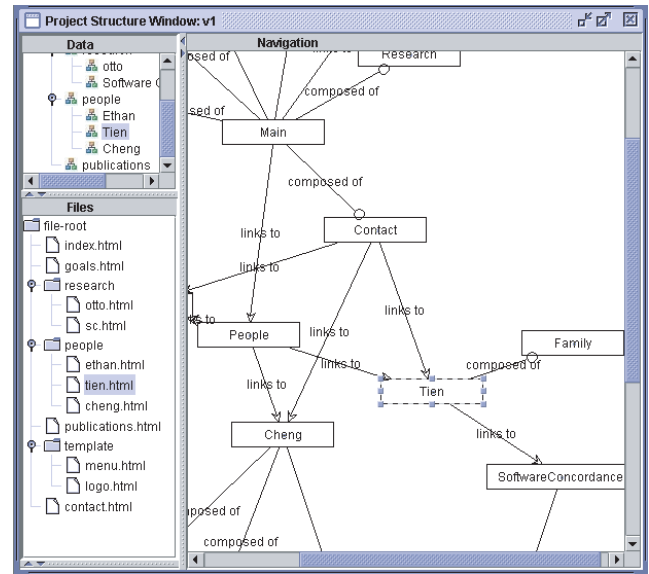 Project Structure Window: v1
Data
research
otto
Software C
people
Ethan
Tien
Cheng
publications
Files
file-root
index.html
goals.html
research
otto.html
sc.html
people
ethan.html
tien.html
cheng.html
publications.html
template
menu.html
logo.html
contact.html
Navigation
links to
Research
posed of
composed of
sed of
Main
composed of
Contact
links to
links to
ks to
People
links to
links to
Family
links to
composed of
links to
Tien
Cheng
links to
SoftwareConcordance
mposed of
composed of